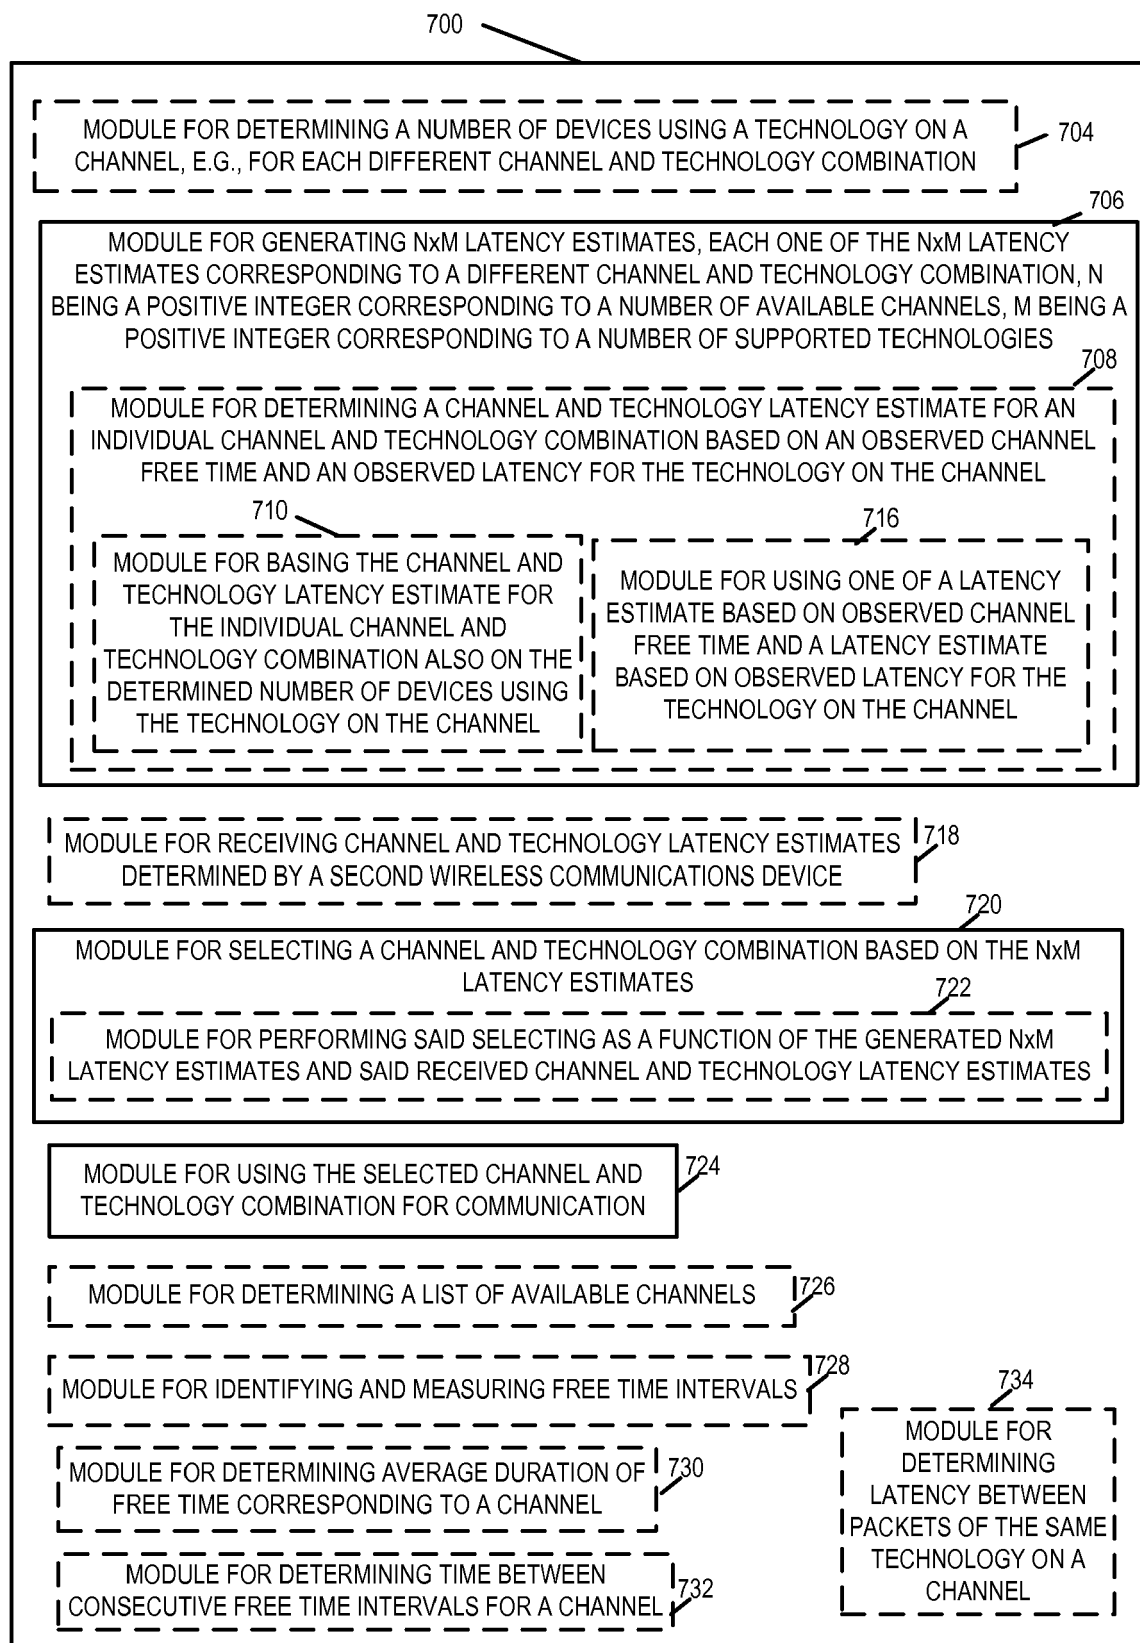 700
MODULE FOR DETERMINING A NUMBER OF DEVICES USING A TECHNOLOGY ON A
CHANNEL, E.G., FOR EACH DIFFERENT CHANNEL AND TECHNOLOGY COMBINATION
704
706
MODULE FOR GENERATING NxM LATENCY ESTIMATES, EACH ONE OF THE NxM LATENCY
ESTIMATES CORRESPONDING TO A DIFFERENT CHANNEL AND TECHNOLOGY COMBINATION, N
BEING A POSITIVE INTEGER CORRESPONDING TO A NUMBER OF AVAILABLE CHANNELS, M BEING A
POSITIVE INTEGER CORRESPONDING TO A NUMBER OF SUPPORTED TECHNOLOGIES
708
MODULE FOR DETERMINING A CHANNEL AND TECHNOLOGY LATENCY ESTIMATE FOR AN
INDIVIDUAL CHANNEL AND TECHNOLOGY COMBINATION BASED ON AN OBSERVED CHANNEL
FREE TIME AND AN OBSERVED LATENCY FOR THE TECHNOLOGY ON THE CHANNEL
710
MODULE FOR BASING THE CHANNEL AND
TECHNOLOGY LATENCY ESTIMATE FOR
THE INDIVIDUAL CHANNEL AND
TECHNOLOGY COMBINATION ALSO ON THE
DETERMINED NUMBER OF DEVICES USING
THE TECHNOLOGY ON THE CHANNEL
716
MODULE FOR USING ONE OF A LATENCY
ESTIMATE BASED ON OBSERVED CHANNEL
FREE TIME AND A LATENCY ESTIMATE
BASED ON OBSERVED LATENCY FOR THE
TECHNOLOGY ON THE CHANNEL
MODULE FOR RECEIVING CHANNEL AND TECHNOLOGY LATENCY ESTIMATES
DETERMINED BY A SECOND WIRELESS COMMUNICATIONS DEVICE
718
720
MODULE FOR SELECTING A CHANNEL AND TECHNOLOGY COMBINATION BASED ON THE NxM
LATENCY ESTIMATES
722
MODULE FOR PERFORMING SAID SELECTING AS A FUNCTION OF THE GENERATED NxM
LATENCY ESTIMATES AND SAID RECEIVED CHANNEL AND TECHNOLOGY LATENCY ESTIMATES
MODULE FOR USING THE SELECTED CHANNEL AND
TECHNOLOGY COMBINATION FOR COMMUNICATION
724
MODULE FOR DETERMINING A LIST OF AVAILABLE CHANNELS
726
MODULE FOR IDENTIFYING AND MEASURING FREE TIME INTERVALS
728
MODULE FOR DETERMINING AVERAGE DURATION OF
FREE TIME CORRESPONDING TO A CHANNEL
730
MODULE FOR DETERMINING TIME BETWEEN
CONSECUTIVE FREE TIME INTERVALS FOR A CHANNEL
732
734
MODULE FOR
DETERMINING
LATENCY BETWEEN
PACKETS OF THE SAME
TECHNOLOGY ON A
CHANNEL